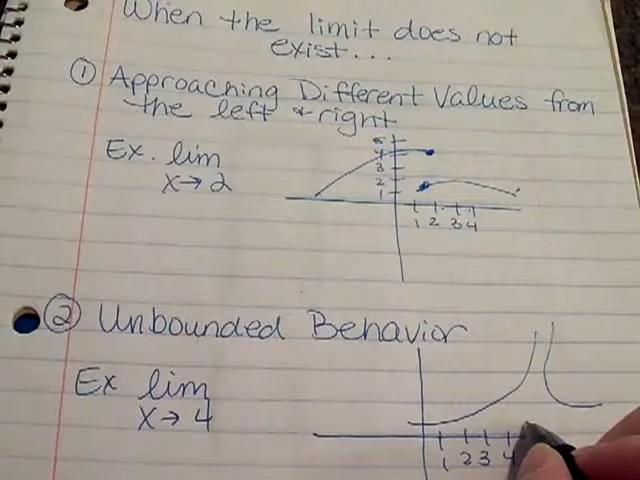 When the limit does not
exist...
① Approaching Different Values from
the left & right
Ex. lim
x→2
5
4
3
2
1
1 2 3 4
② Unbounded Behavior
Ex lim
x→4
1 2 3 4